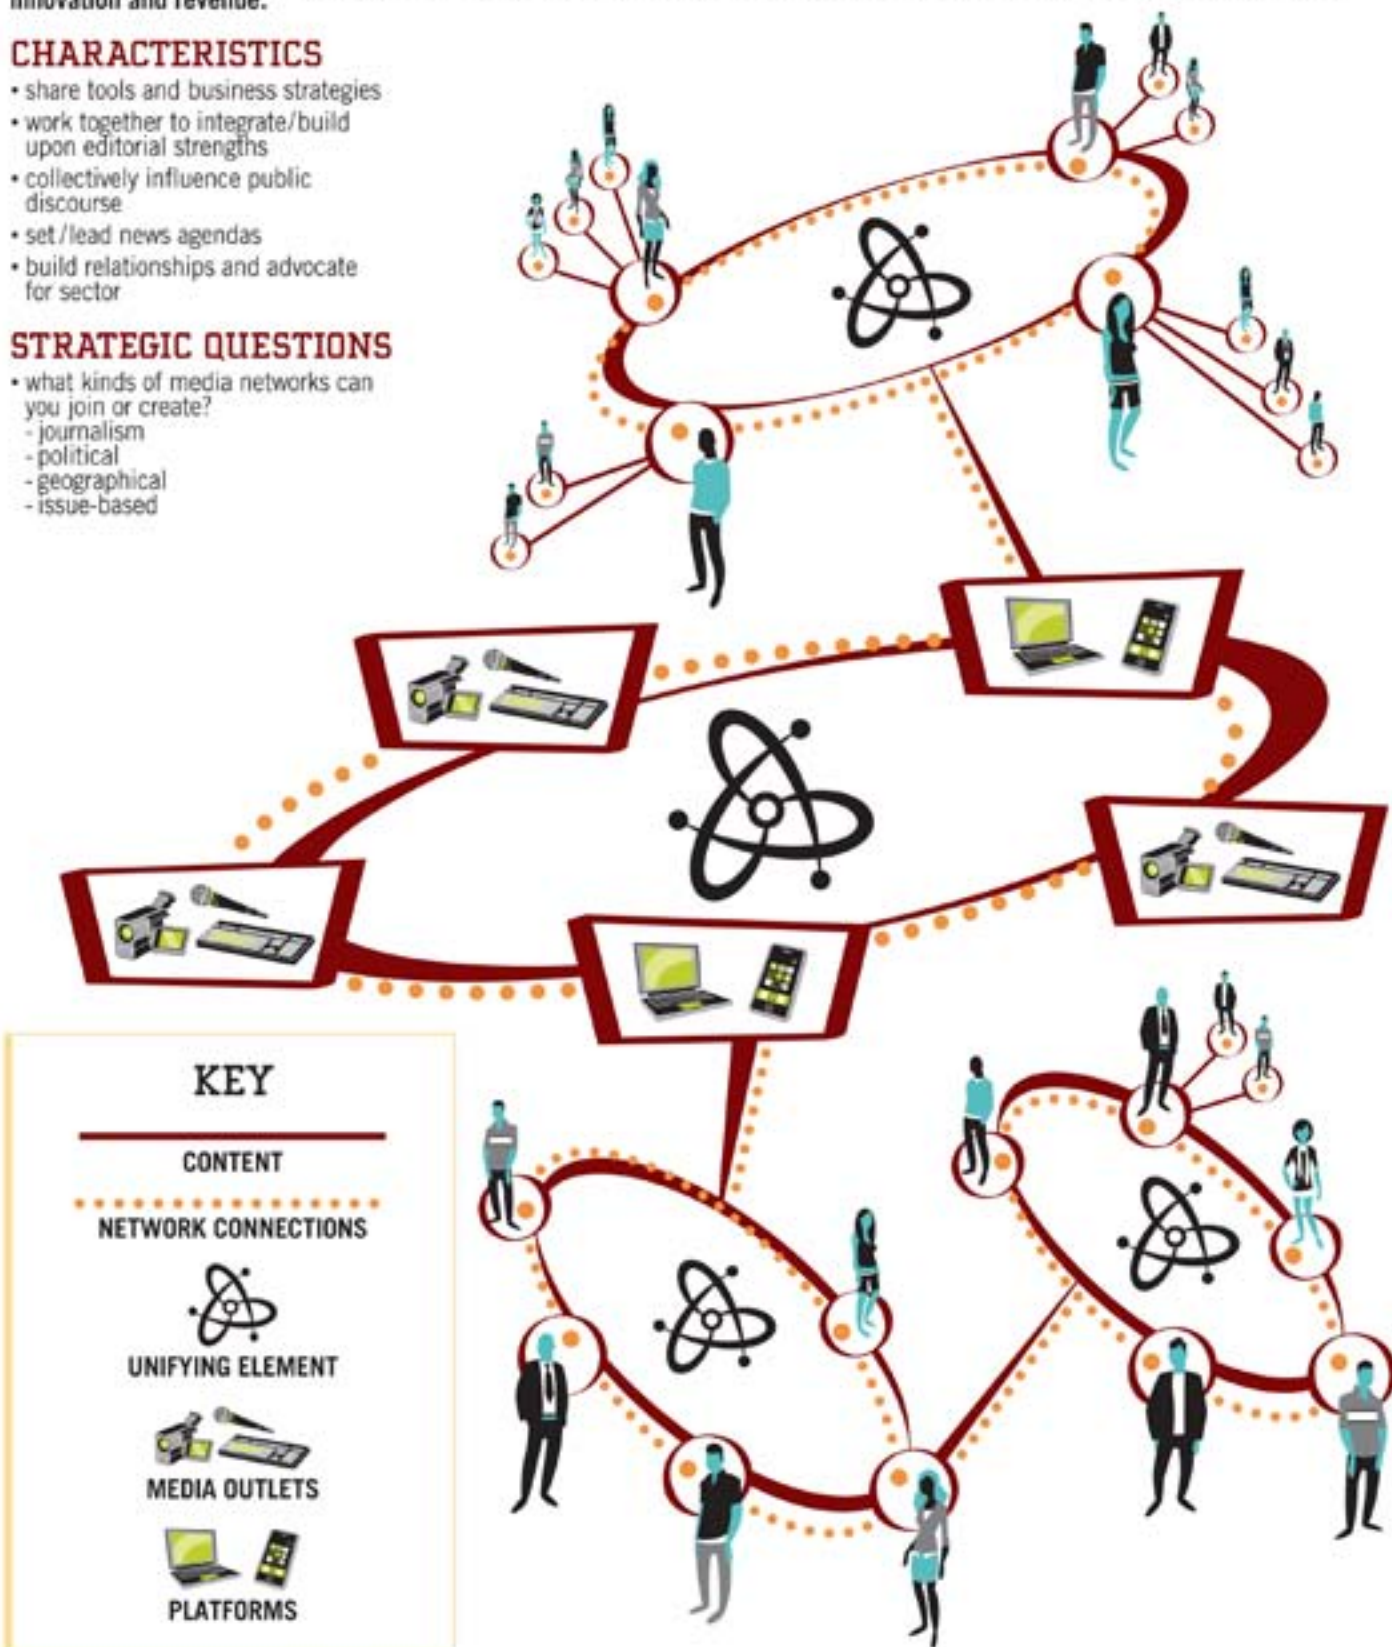 innovation and revenue.
CHARACTERISTICS
• share tools and business strategies
• work together to integrate/build
upon editorial strengths
• collectively influence public
discourse
• set/lead news agendas
• build relationships and advocate
for sector
STRATEGIC QUESTIONS
• what kinds of media networks can
you join or create?
- journalism
- political
- geographical
- issue-based
KEY
CONTENT
NETWORK CONNECTIONS
UNIFYING ELEMENT
MEDIA OUTLETS
PLATFORMS